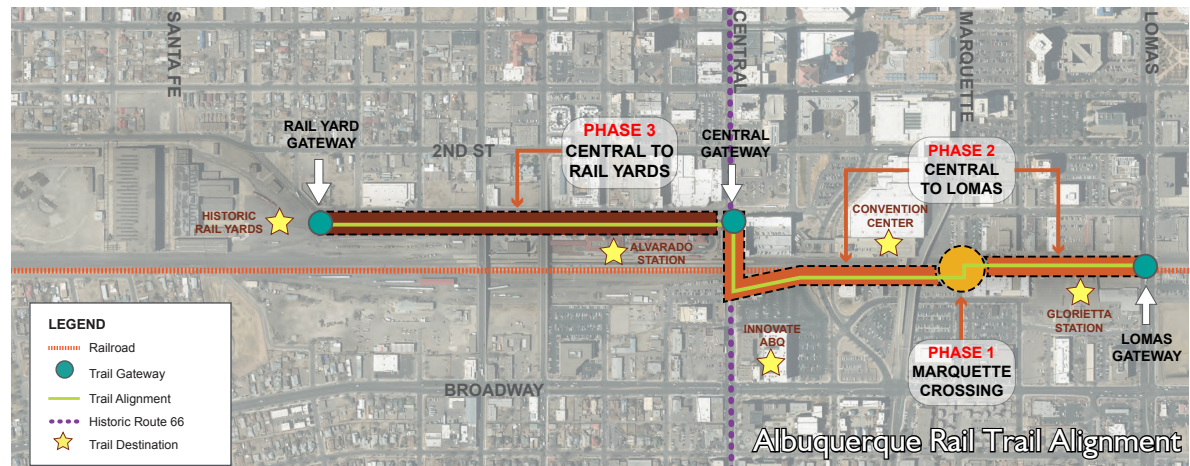 SANTA FE
CENTRAL
MARQUETTE
LOMAS
RAIL YARD
GATEWAY
2ND ST
PHASE 3
CENTRAL TO
RAIL YARDS
CENTRAL
GATEWAY
PHASE 2
CENTRAL
TO LOMAS
HISTORIC
RAIL YARDS
ALVARADO
STATION
CONVENTION
CENTER
GLORIETTA
STATION
INNOVATE
ABQ
PHASE 1
MARQUETTE
CROSSING
LOMAS
GATEWAY
BROADWAY
LEGEND
Railroad
Trail Gateway
Trail Alignment
Historic Route 66
Trail Destination
Albuquerque Rail Trail Alignment